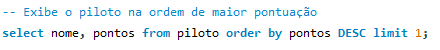 -- Exibe o piloto na ordem de maior pontuação
select nome, pontos from piloto order by pontos DESC limit 1;